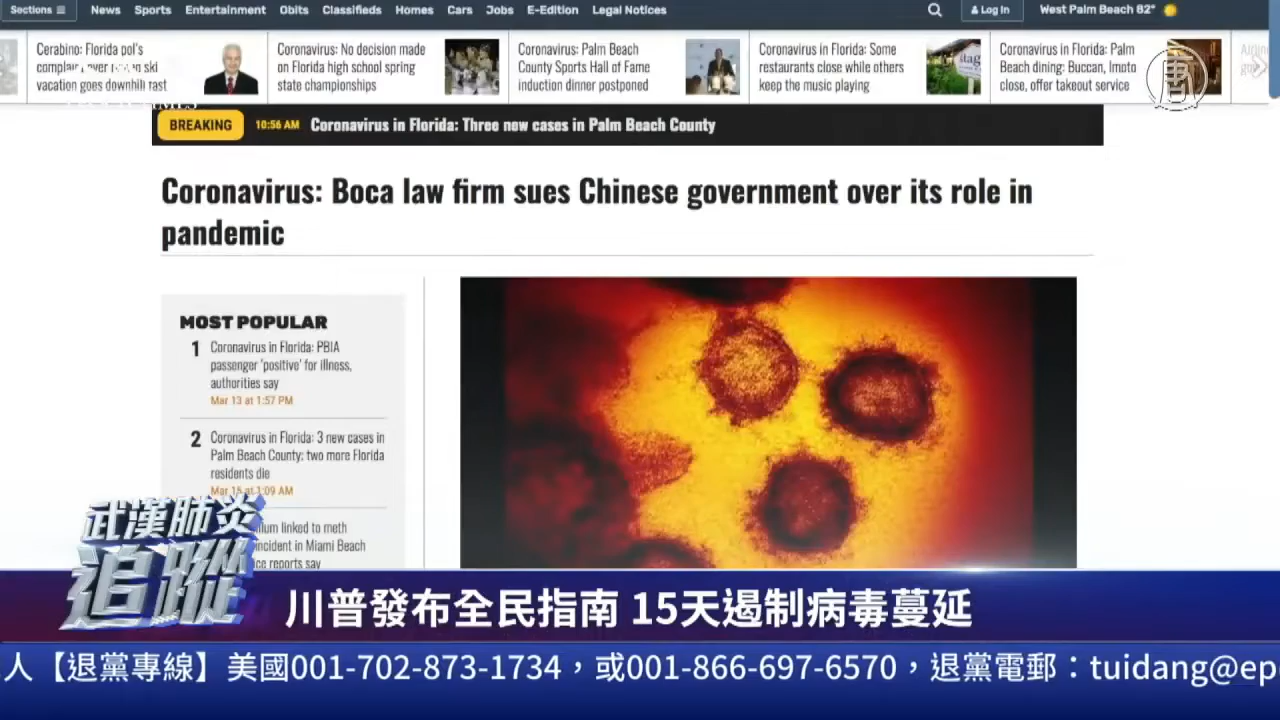 Sections News Sports Entertainment Obits Classifieds Homes Cars Jobs E-Edition Legal Notices Log In West Palm Beach 82°
Cerabino: Florida pol's
ski
vacation goes downhill fast
Coronavirus: No decision made
on Florida high school spring
state championships
Coronavirus: Palm Beach
County Sports Hall of Fame
induction dinner postponed
Coronavirus in Florida: Some
restaurants close while others
keep the music playing
Coronavirus in Florida: Palm
Beach dining: Buccan, Imoto
close, offer takeout service
BREAKING 10:56 AM Coronavirus in Florida: Three new cases in Palm Beach County
Coronavirus: Boca law firm sues Chinese government over its role in
pandemic
MOST POPULAR
1 Coronavirus in Florida: PBIA
passenger 'positive' for illness,
authorities say
Mar 13 at 1:57 PM
2 Coronavirus in Florida: 3 new cases in
Palm Beach County; two more Florida
residents die
Mar 15 at 1:09 AM
linked to meth
incident in Miami Beach
reports say
武漢肺炎
追蹤
川普發布全民指南 15天遏制病毒蔓延
人【退黨專線】美國001-702-873-1734，或001-866-697-6570，退黨電郵：tuidang@ep